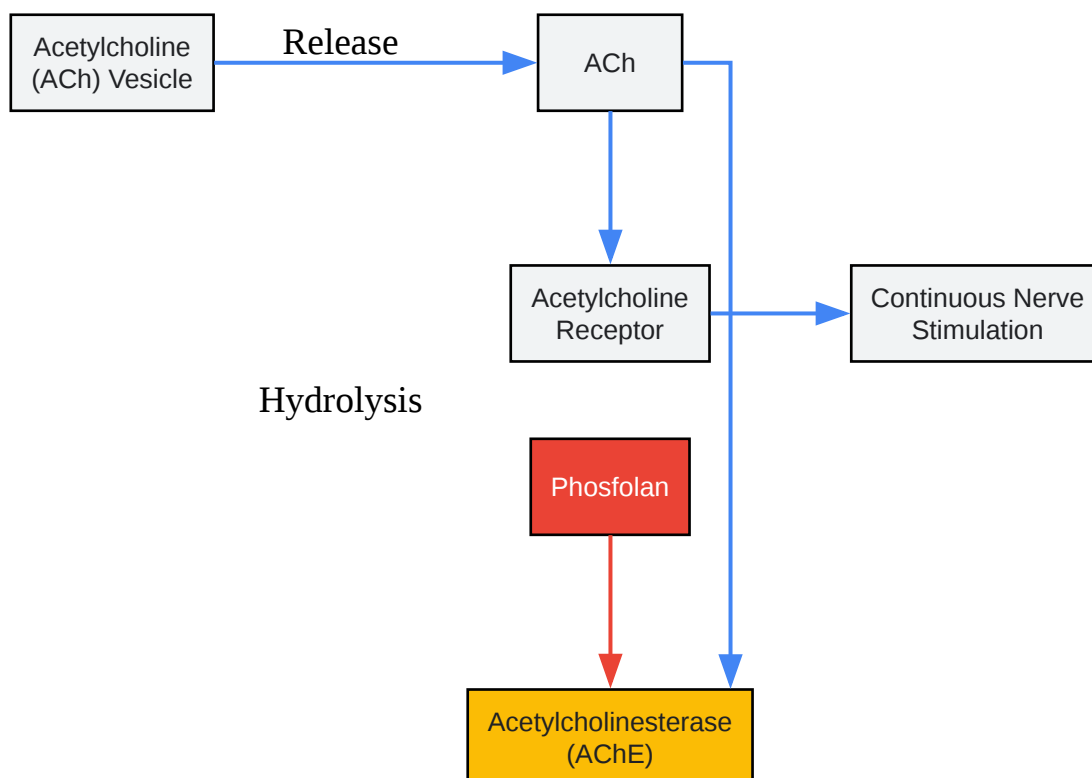 Acetylcholine
(ACh) Vesicle
Release
ACh
Acetylcholine
Receptor
Continuous Nerve
Stimulation
Hydrolysis
Phosfolan
Acetylcholinesterase
(AChE)